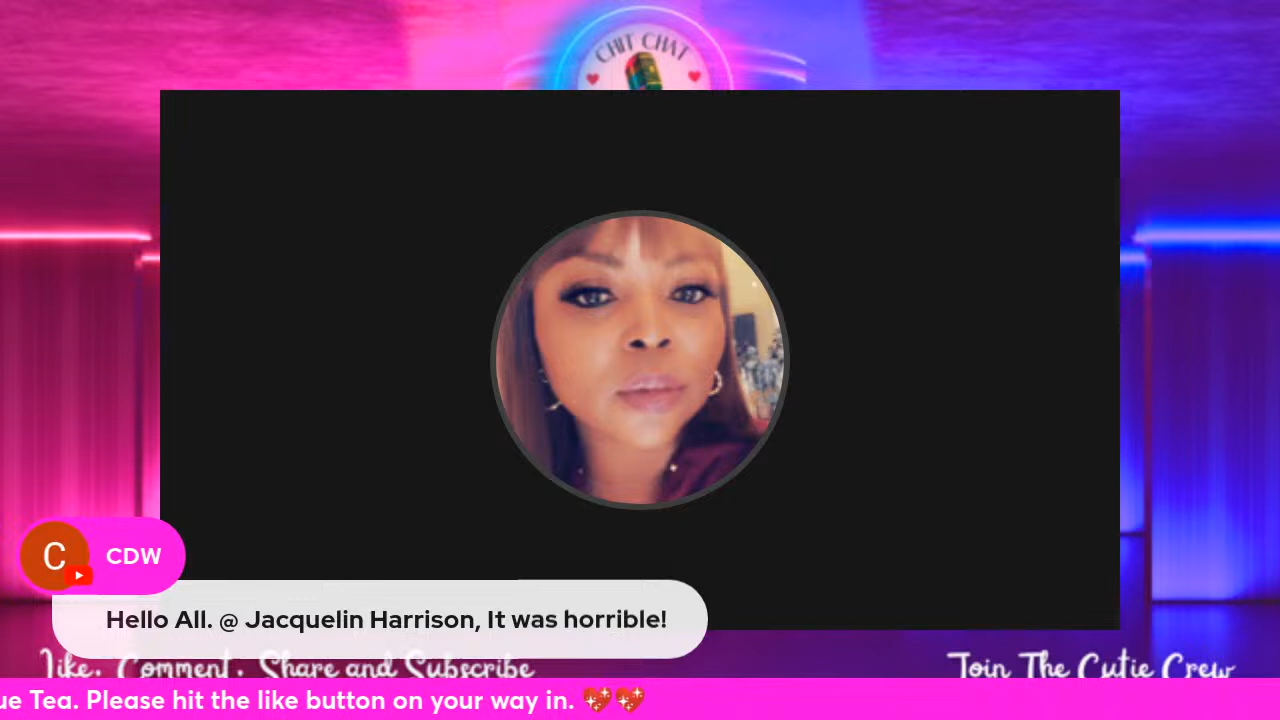 CHIT CHAT
C CDW
Hello All. @ Jacquelin Harrison, It was horrible!
Like. Comment. Share and Subscribe
Join The Cutie Crew
Tea. Please hit the like button on your way in. 💖💖